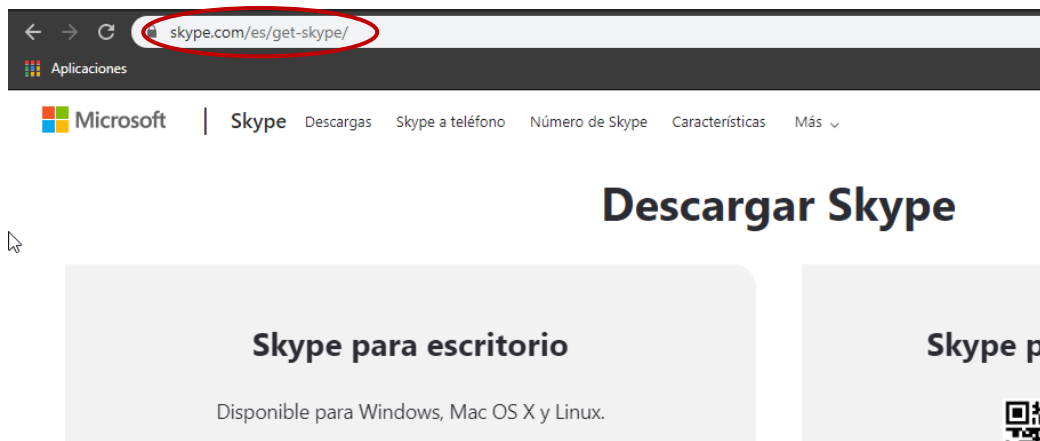 skype.com/es/get-skype/
Aplicaciones
Microsoft | Skype Descargas Skype a teléfono Número de Skype Características Más
Descargar Skype
Skype para escritorio
Skype p
Disponible para Windows, Mac OS X y Linux.